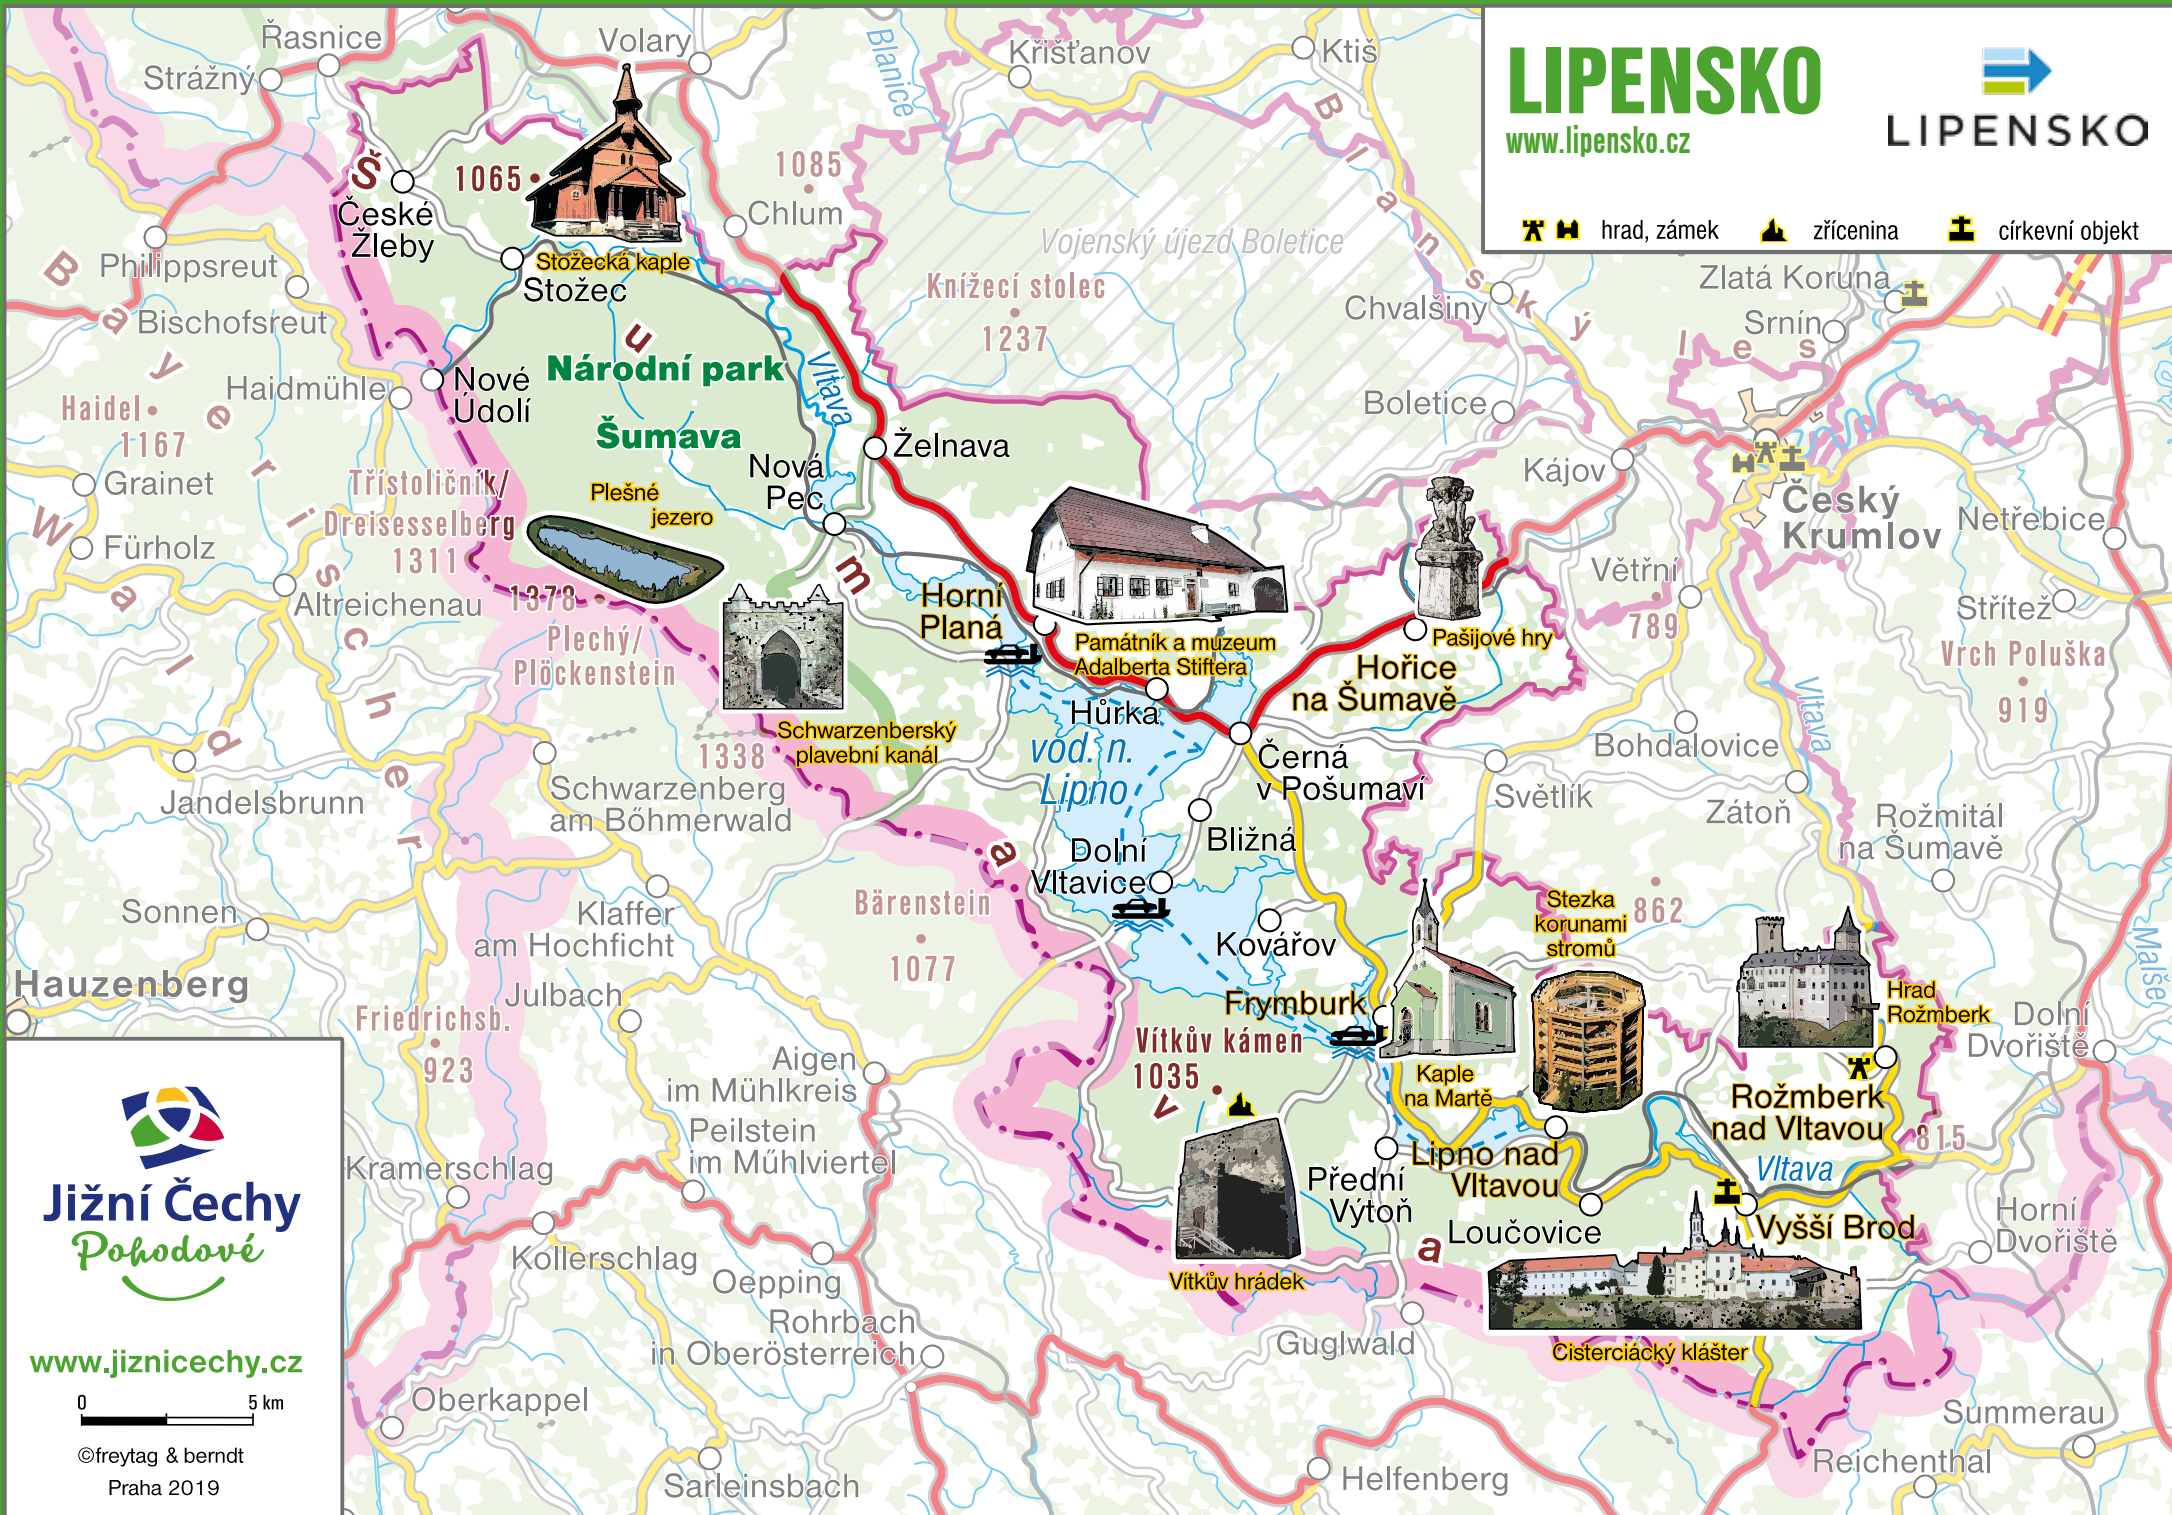 LIPENSKO
www.lipensko.cz
LIPENSKO
hrad, zámek
zřícenina
církevní objekt
Řasnice
Strážný
Volary
Křišťanov
Ktiš
Blanice
1065
1085
Chlum
České
Žleby
Stožecká kaple
Stožec
Philippsreut
Bischofsreut
Haidmühle
Nové
Údolí
Haidel
1167
Grainet
Fürholz
Národní park
Šumava
Vltava
Vojenský újezd Boletice
Knížecí stolec
1237
Blanský les
Chvalšiny
Zlatá Koruna
Srnín
Boletice
Kájov
Český
Krumlov
Netřebice
Větřní
789
Střítež
Vrch Poluška
919
Želnava
Nová
Pec
Plešné
jezero
Třístoličník/
Dreisesselberg
1311
Altreichenau
1378
Plechý/
Plöckenstein
Bayerischer
Wald
Šumava
Horní
Planá
Památník a muzeum
Adalberta Stiftera
Pašijové hry
Hořice
na Šumavě
Hůrka
vod. n.
Lipno
Černá
v Pošumaví
Schwarzenberský
plavební kanál
1338
Schwarzenberg
am Böhmerwald
Jandelsbrunn
Bohdalovice
Světlík
Zátoň
Vltava
Rožmitál
na Šumavě
Bližná
Dolní
Vltavice
Bärenstein
1077
Klaffer
am Hochficht
Sonnen
Hauzenberg
Julbach
Friedrichsb.
923
Kovářov
Frymburk
Vítkův kámen
1035
Kaple
na Martě
Stezka
korunami
stromů
862
Hrad
Rožmberk
Dolní
Dvořiště
Malše
Rožmberk
nad Vltavou
815
Vltava
Lipno nad
Vltavou
Přední
Výtoň
Loučovice
Vyšší Brod
Horní
Dvořiště
Vítkův hrádek
Cisterciácký klášter
Aigen
im Mühlkreis
Peilstein
im Mühlviertel
Kramerschlag
Kollerschlag
Oepping
Rohrbach
in Oberösterreich
Guglwald
Oberkappel
Sarleinsbach
Helfenberg
Summerau
Reichenthal
Jižní Čechy
Pohodové
www.jiznicechy.cz
0 5 km
©freytag & berndt
Praha 2019